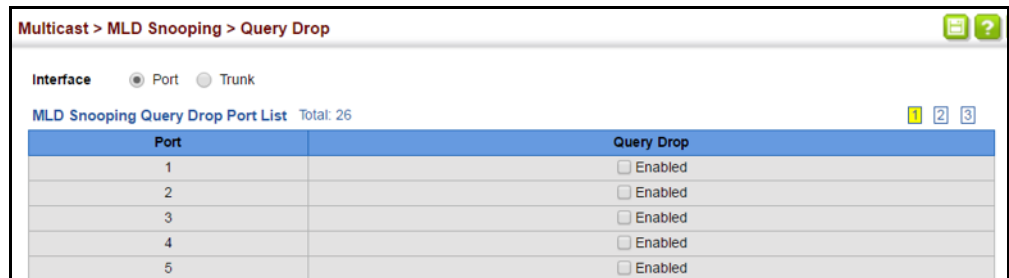 Multicast > MLD Snooping > Query Drop
?
Interface Port Trunk
MLD Snooping Query Drop Port List Total: 26 1 2 3
Port Query Drop
1 Enabled
2 Enabled
3 Enabled
4 Enabled
5 Enabled